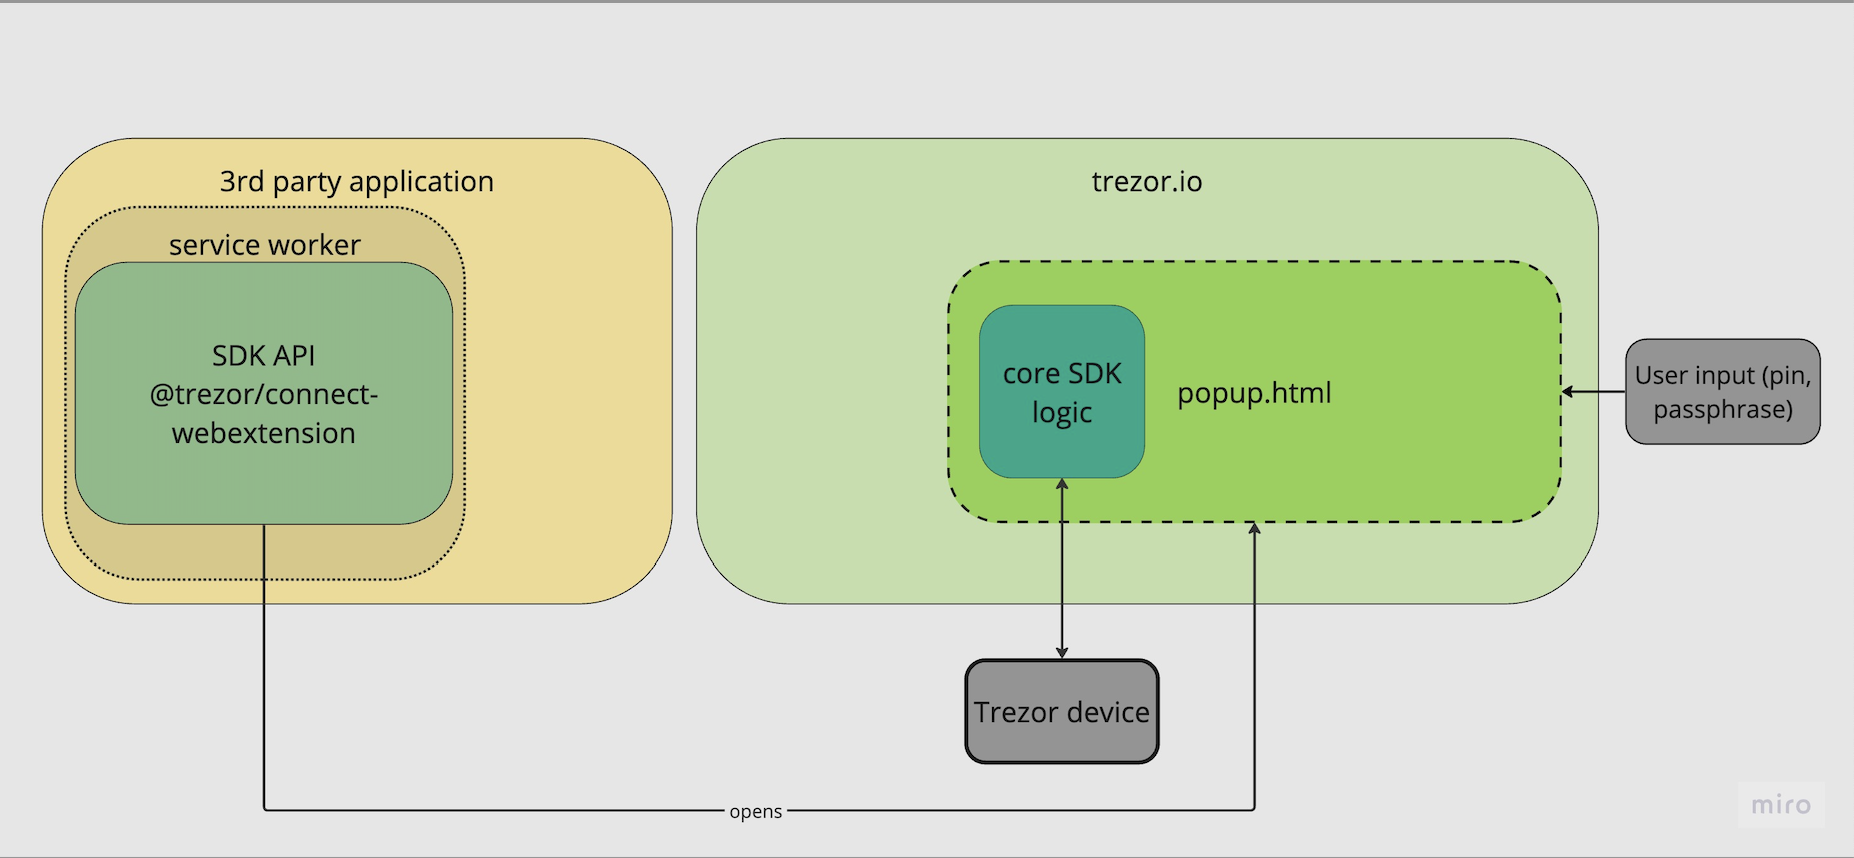 3rd party application
service worker
SDK API
@trezor/connect-
webextension
trezor.io
core SDK
logic
popup.html
User input (pin,
passphrase)
Trezor device
opens
miro